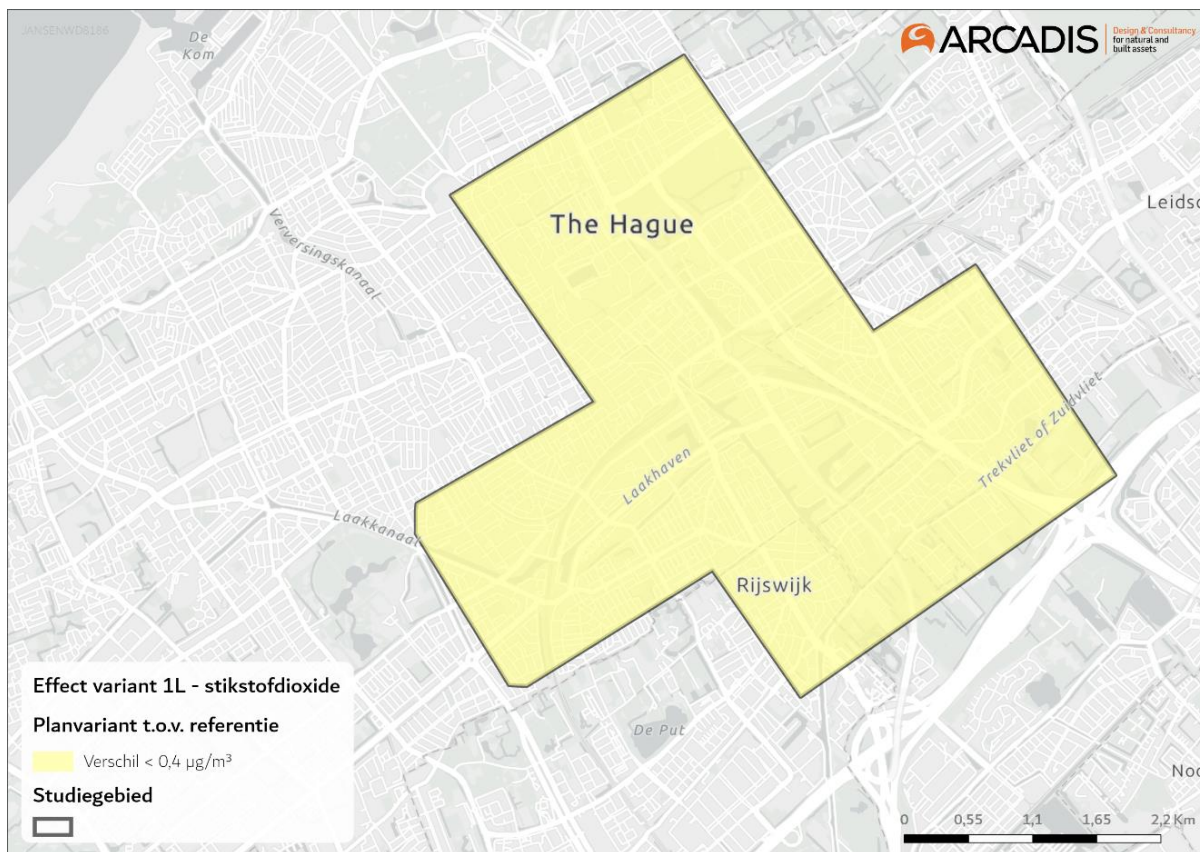 JANSENWD8186
De
Kom
ARCADIS
Design & Consultancy
for natural and
built assets
Leidsc
Verversingskanaal
The Hague
Trekvliet of Zuidvliet
Laakhaven
Laakkanaal
Rijswijk
De Put
Noo
Effect variant 1L - stikstofdioxide
Planvariant t.o.v. referentie
Verschil < 0,4 µg/m³
Studiegebied
0 0,55 1,1 1,65 2,2 Km